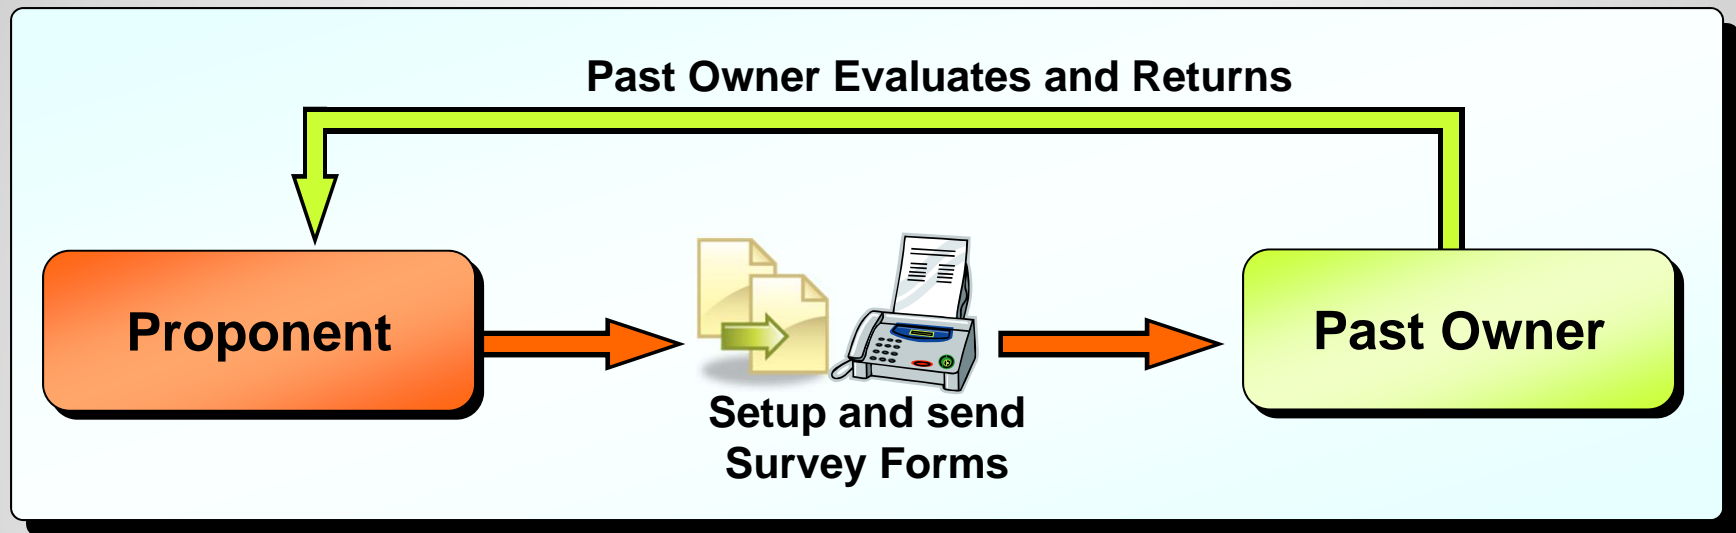 Past Owner Evaluates and Returns
Proponent
Past Owner
Setup and send
Survey Forms